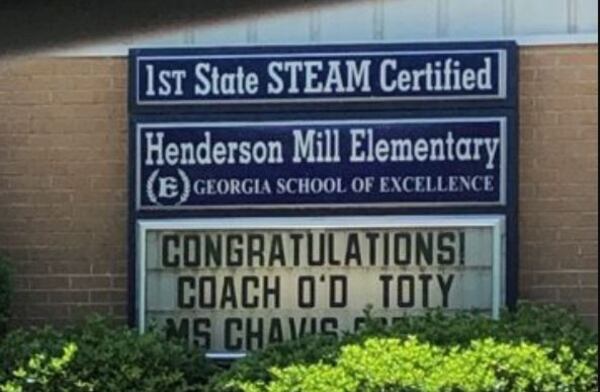 1ST State STEAM Certified
Henderson Mill Elementary
E GEORGIA SCHOOL OF EXCELLENCE
CONGRATULATIONS!
COACH O'D TOTY
MS CHAVIS